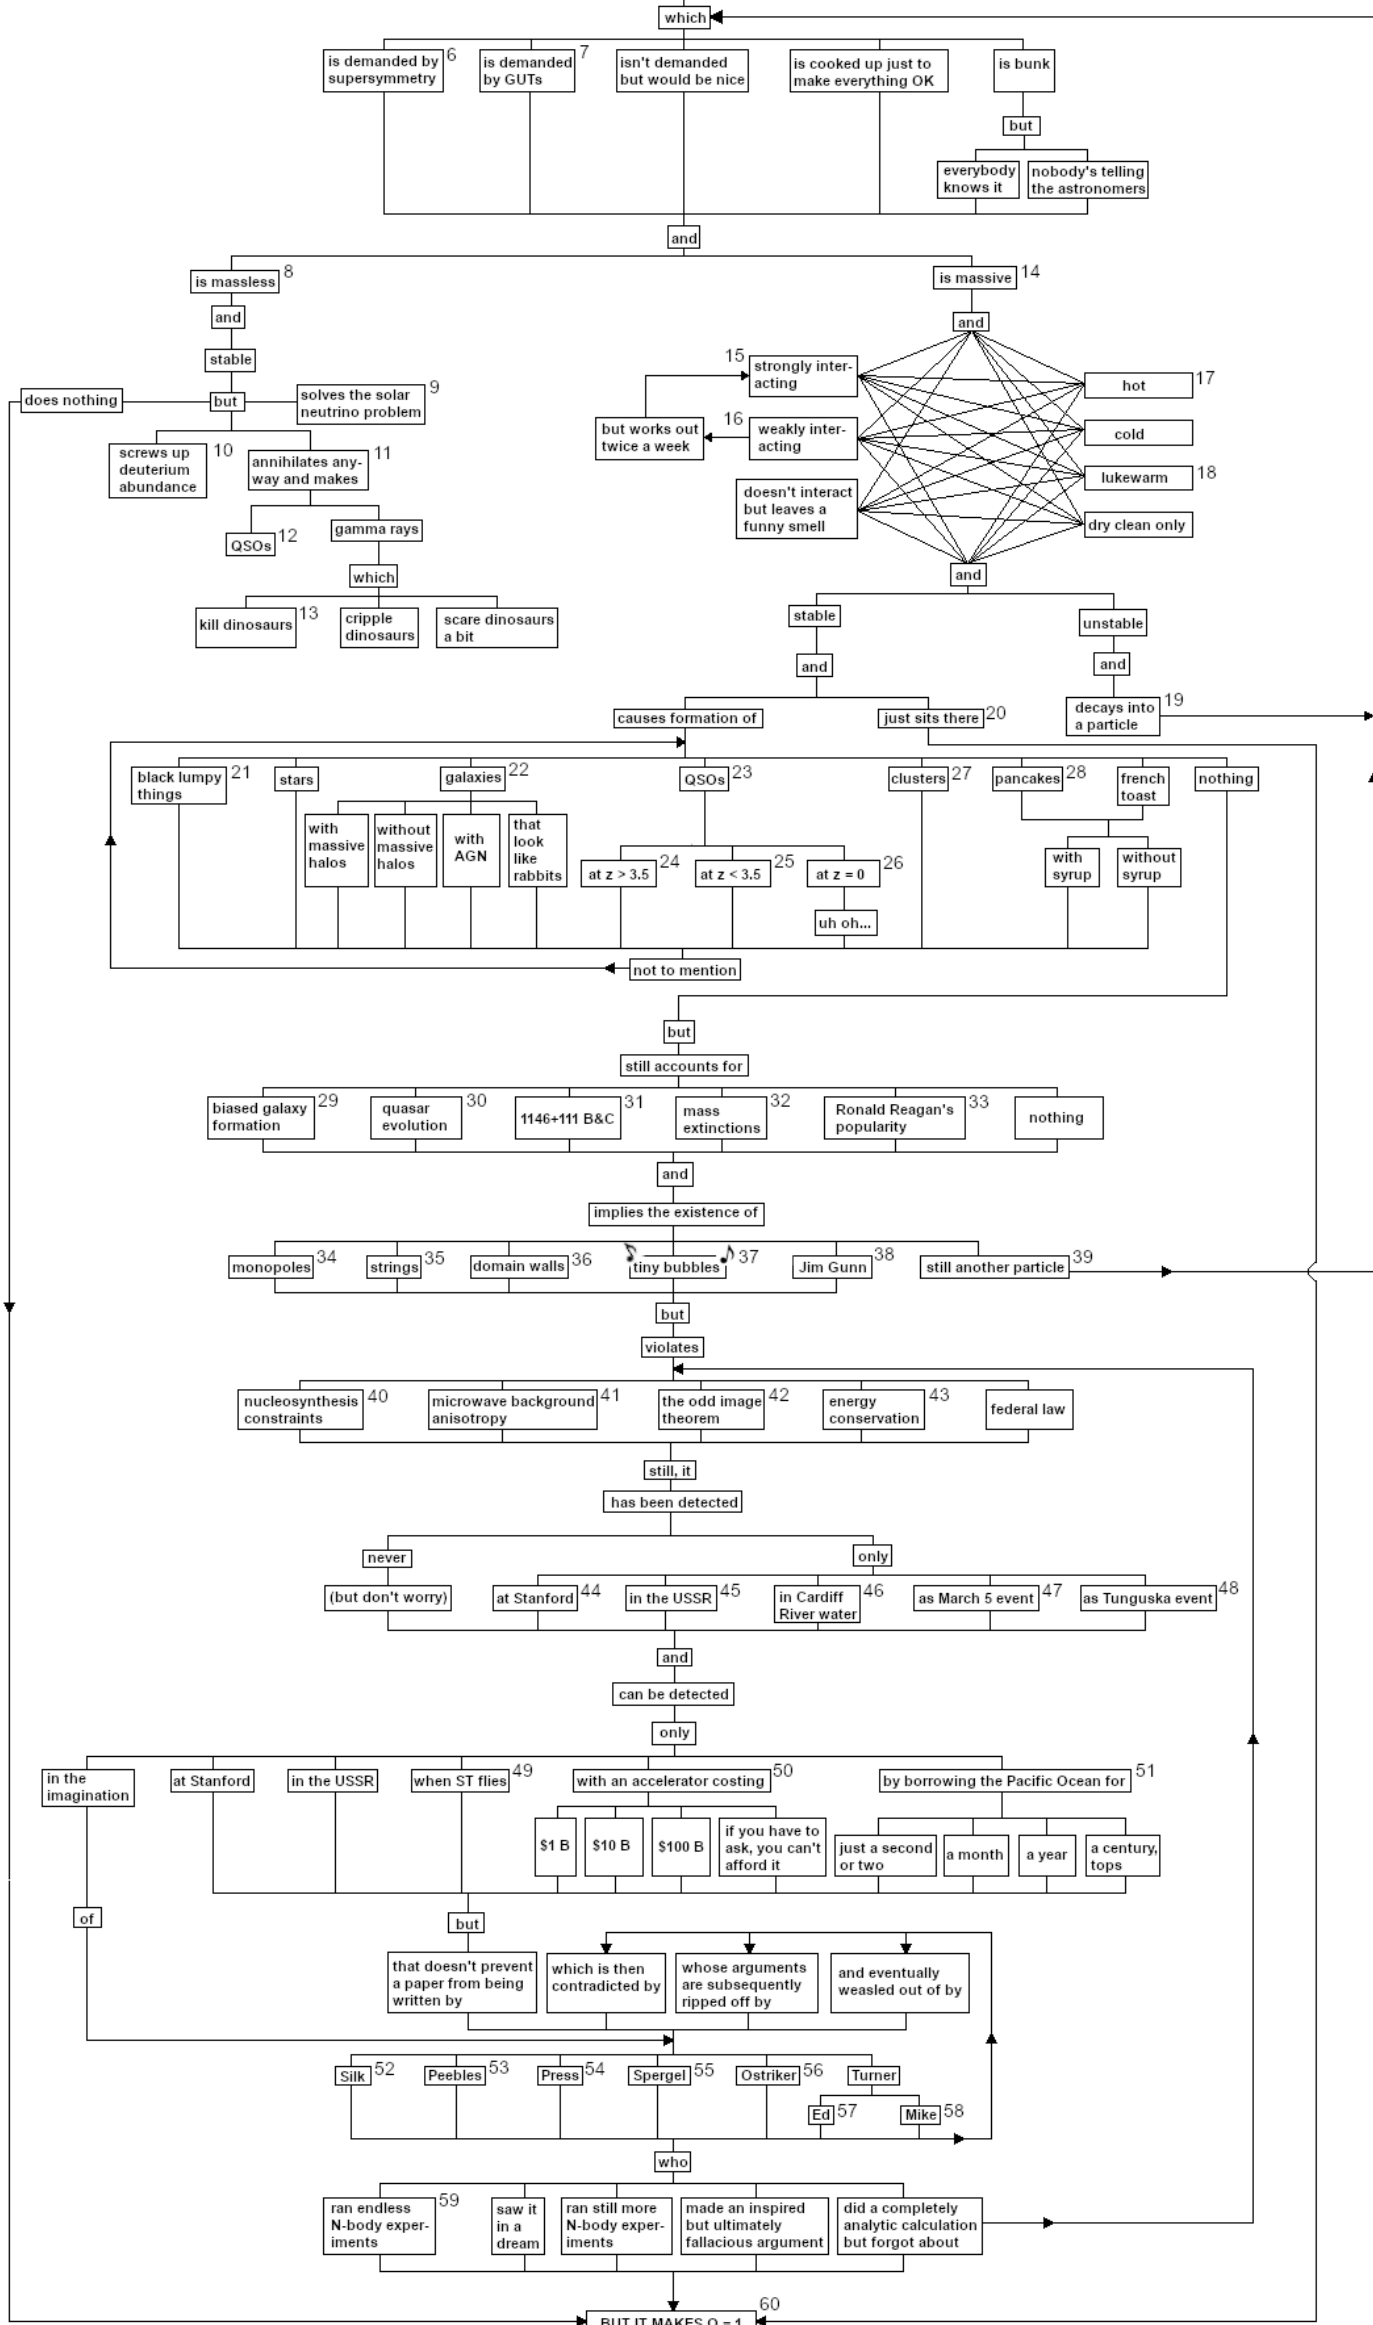 which
is demanded by
supersymmetry
6
is demanded
by GUTs
7
isn't demanded
but would be nice
is cooked up just to
make everything OK
is bunk
but
everybody
knows it
nobody's telling
the astronomers
and
is massless
8
is massive
14
and
and
stable
does nothing
but
solves the solar
neutrino problem
9
screws up
deuterium
abundance
10
annihilates any-
way and makes
11
QSOs
12
gamma rays
which
kill dinosaurs
13
cripple
dinosaurs
scare dinosaurs
a bit
15
strongly inter-
acting
but works out
twice a week
16
weakly inter-
acting
doesn't interact
but leaves a
funny smell
hot
17
cold
lukewarm
18
dry clean only
and
stable
unstable
and
and
causes formation of
just sits there
20
decays into
a particle
19
black lumpy
things
21
stars
galaxies
22
QSOs
23
clusters
27
pancakes
28
french
toast
nothing
with
massive
halos
without
massive
halos
with
AGN
that
look
like
rabbits
at z > 3.5
24
at z < 3.5
25
at z = 0
26
uh oh...
with
syrup
without
syrup
not to mention
but
still accounts for
biased galaxy
formation
29
quasar
evolution
30
1146+111 B&C
31
mass
extinctions
32
Ronald Reagan's
popularity
33
nothing
and
implies the existence of
monopoles
34
strings
35
domain walls
36
tiny bubbles
37
Jim Gunn
38
still another particle
39
but
violates
nucleosynthesis
constraints
40
microwave background
anisotropy
41
the odd image
theorem
42
energy
conservation
43
federal law
still, it
has been detected
never
only
(but don't worry)
at Stanford
44
in the USSR
45
in Cardiff
River water
46
as March 5 event
47
as Tunguska event
48
and
can be detected
only
in the
imagination
at Stanford
in the USSR
when ST flies
49
with an accelerator costing
50
by borrowing the Pacific Ocean for
51
$1 B
$10 B
$100 B
if you have to
ask, you can't
afford it
just a second
or two
a month
a year
a century,
tops
of
but
that doesn't prevent
a paper from being
written by
which is then
contradicted by
whose arguments
are subsequently
ripped off by
and eventually
weasled out of by
Silk
52
Peebles
53
Press
54
Spergel
55
Ostriker
56
Turner
Ed
57
Mike
58
who
ran endless
N-body exper-
iments
59
saw it
in a
dream
ran still more
N-body exper-
iments
made an inspired
but ultimately
fallacious argument
did a completely
analytic calculation
but forgot about
60
BUT IT MAKES Ω = 1